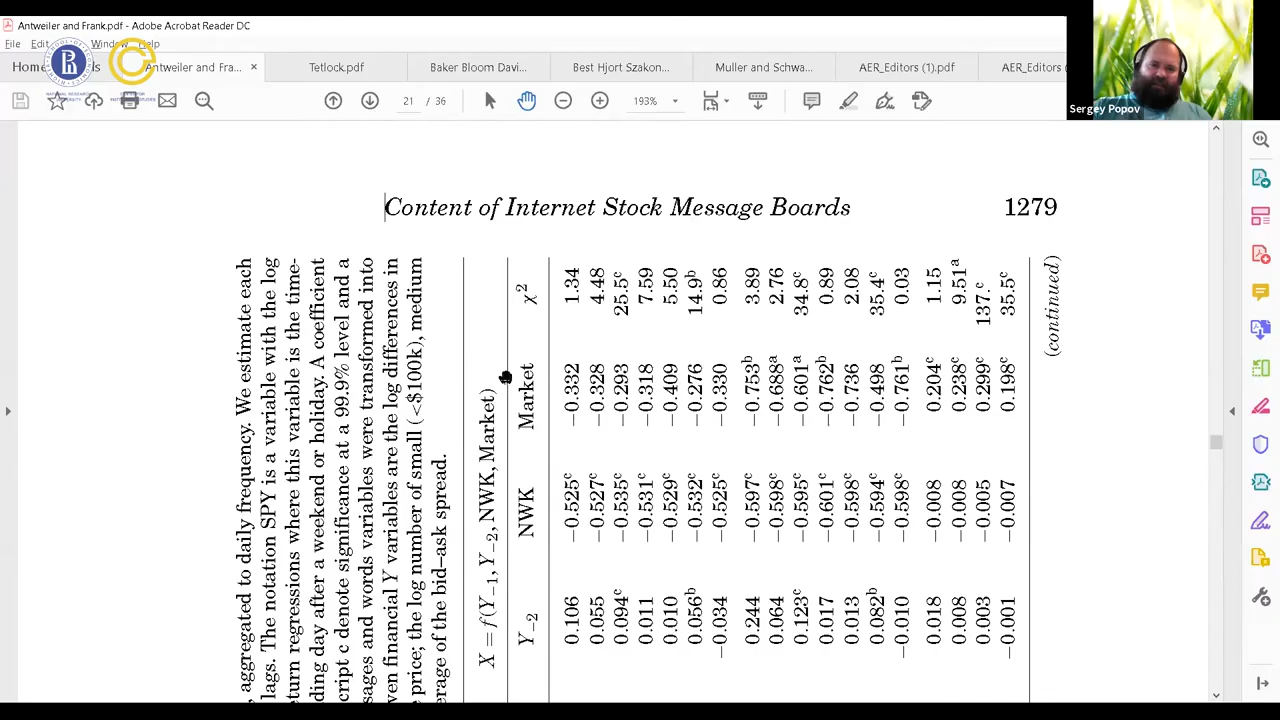 Antweiler and Frank.pdf - Adobe Acrobat Reader DC
File Edit Window Help
Antweiler and Fra... × Tetlock.pdf Baker Bloom Davi... Best Hjort Szakon... Muller and Schwa... AER_Editors (1).pdf AER_Editors (
21 / 36 193%
Sergey Popov
Content of Internet Stock Message Boards 1279
, aggregated to daily frequency. We estimate each
lags. The notation SPY is a variable with the log
eturn regressions where this variable is the time-
ding day after a weekend or holiday. A coefficient
cript c denote significance at a 99.9% level and a
sages and words variables were transformed into
ven financial Y variables are the log differences in
price; the log number of small (<$100k), medium
erage of the bid–ask spread.
X = f(Y₋₁, Y₋₂, NWK, Market)
Y₋₂ NWK Market χ²
0.106 −0.525ᶜ −0.332 1.34
0.055 −0.527ᶜ −0.328 4.48
0.094ᶜ −0.535ᶜ −0.293 25.5ᶜ
0.011 −0.531ᶜ −0.318 7.59
0.010 −0.529ᶜ −0.409 5.50
0.056ᵇ −0.532ᶜ −0.276 14.9ᵇ
−0.034 −0.525ᶜ −0.330 0.86
0.244 −0.597ᶜ −0.753ᵇ 3.89
0.064 −0.598ᶜ −0.688ᵃ 2.76
0.123ᶜ −0.595ᶜ −0.601ᵃ 34.8ᶜ
0.017 −0.601ᶜ −0.762ᵇ 0.89
0.013 −0.598ᶜ −0.736 2.08
0.082ᵇ −0.594ᶜ −0.498 35.4ᶜ
−0.010 −0.598ᶜ −0.761ᵇ 0.03
0.018 −0.008 0.204ᶜ 1.15
0.008 −0.008 0.238ᶜ 9.51ᵃ
0.003 −0.005 0.299ᶜ 137.ᶜ
−0.001 −0.007 0.198ᶜ 35.5ᶜ
(continued)